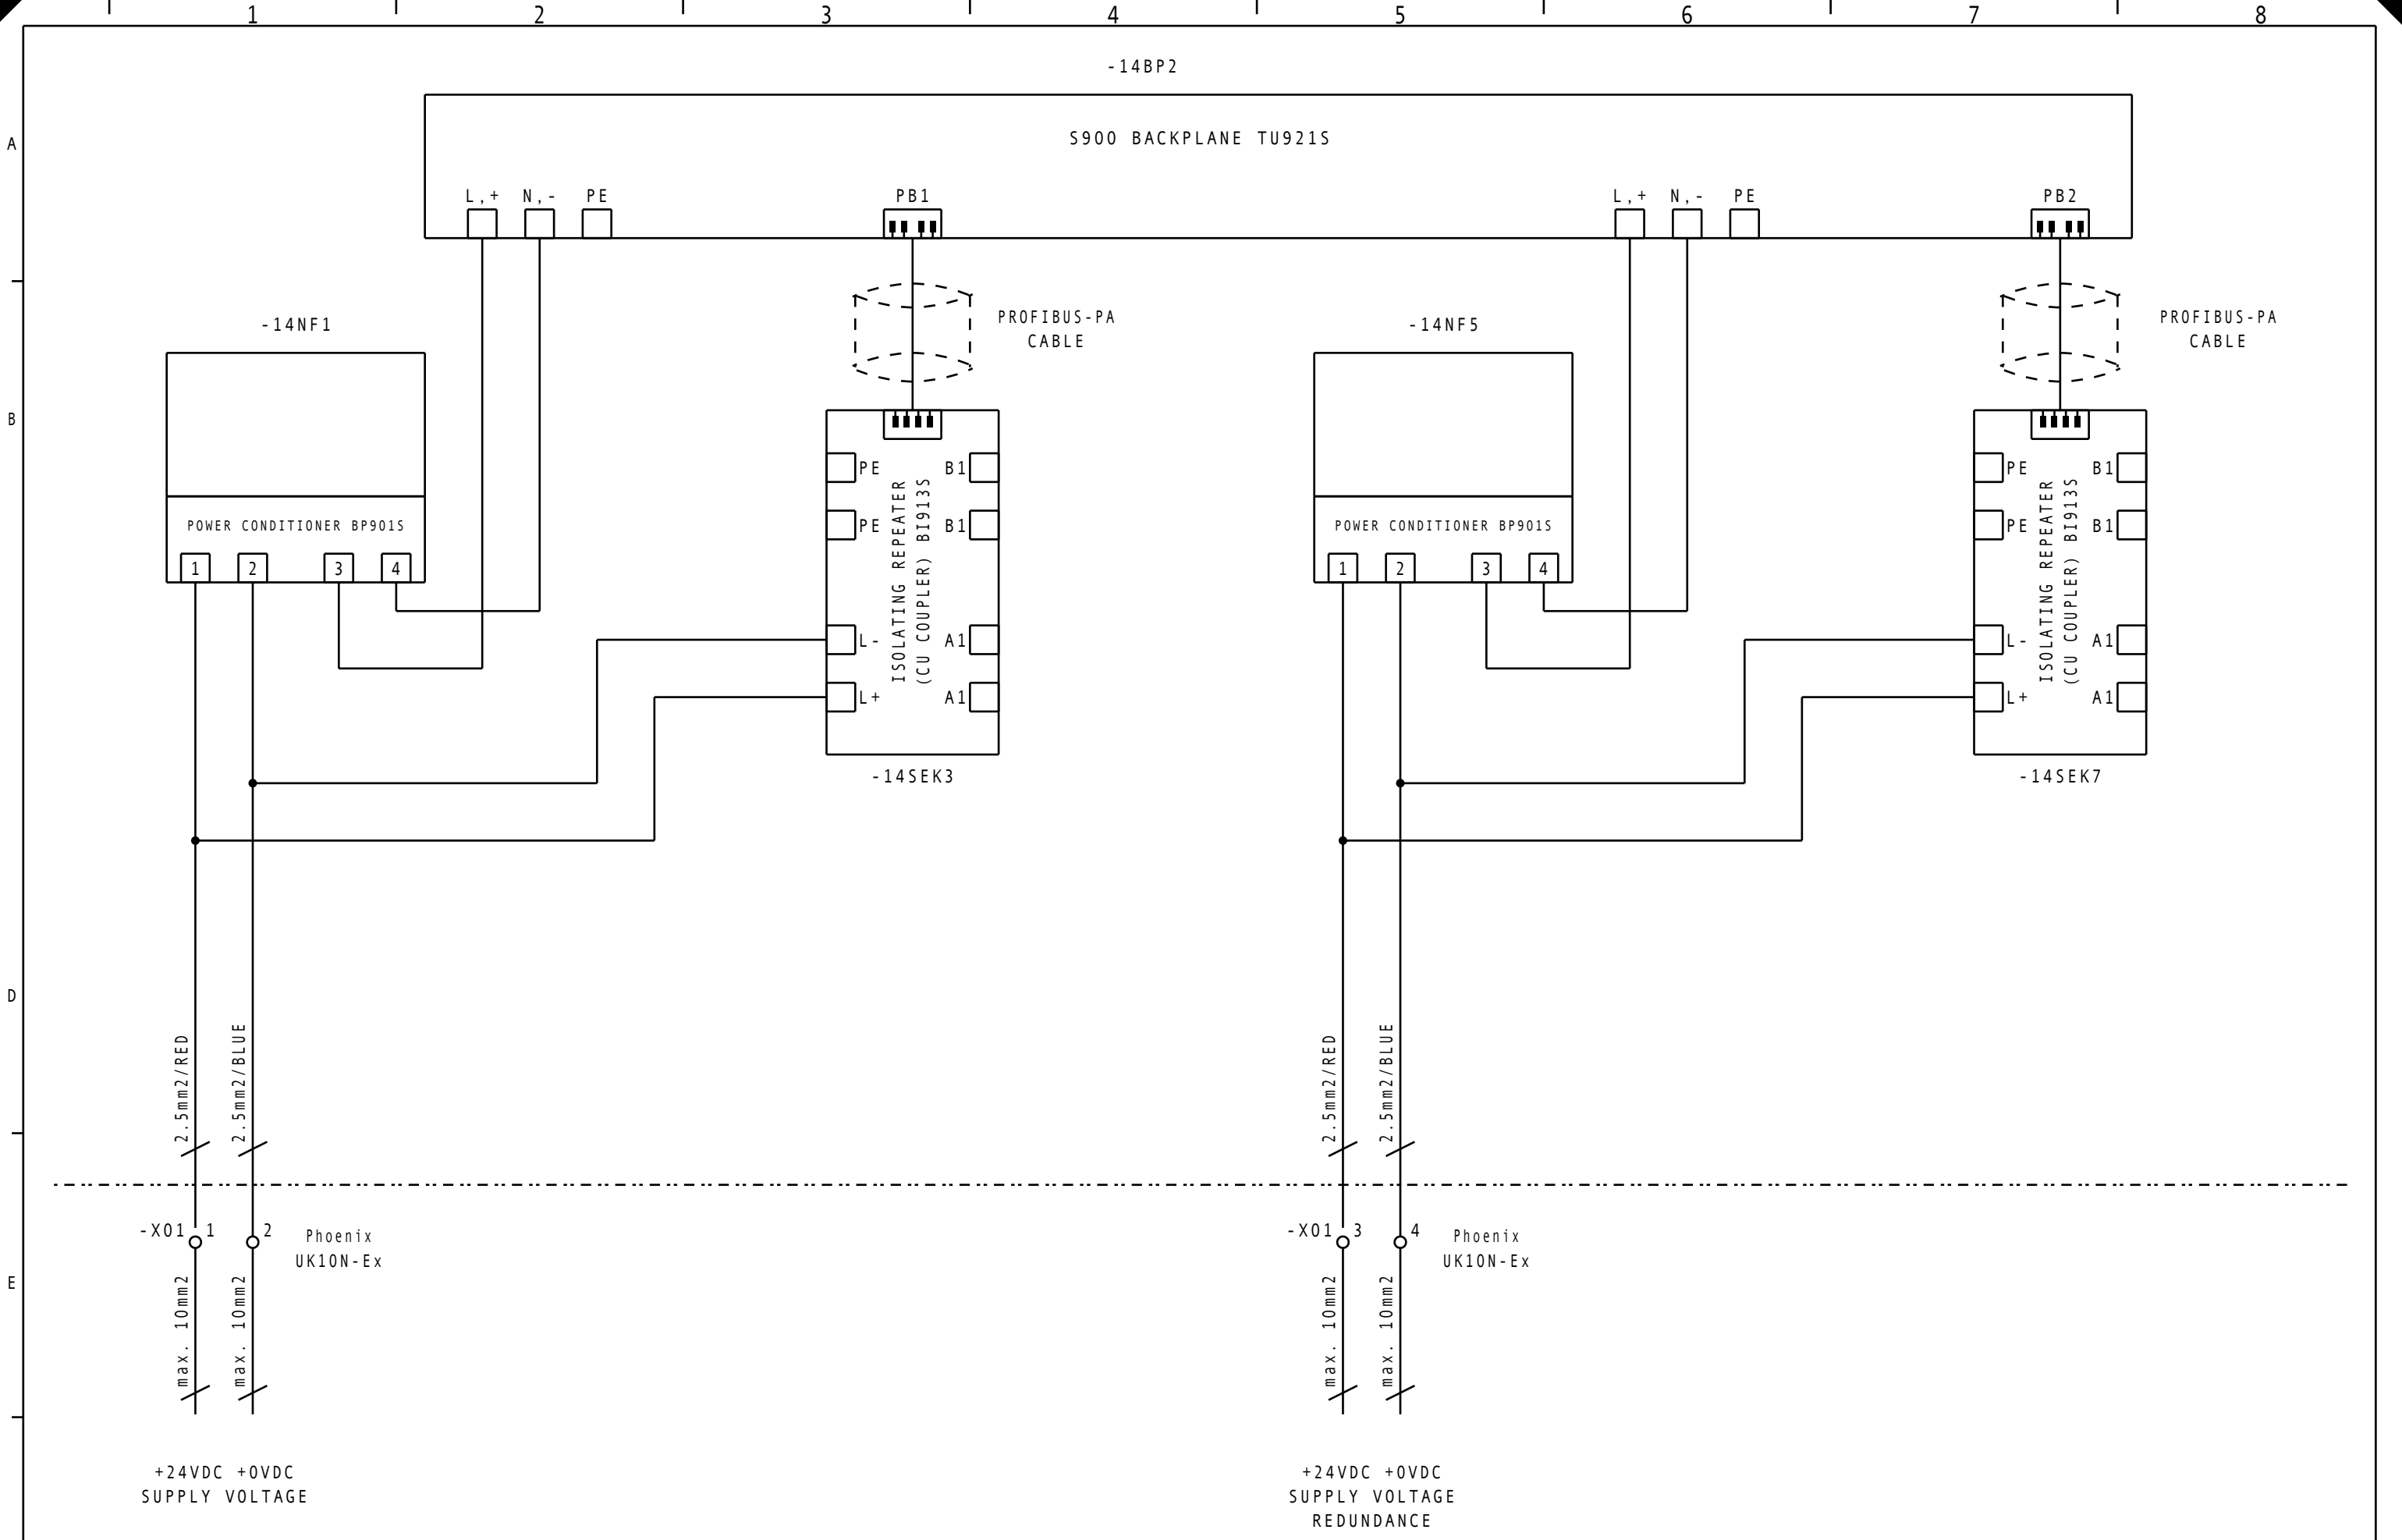 1 2 3 4 5 6 7 8
-14BP2
A
S900 BACKPLANE TU921S
L,+ N,- PE PB1 L,+ N,- PE PB2
PROFIBUS-PA
CABLE
PROFIBUS-PA
CABLE
-14NF1
-14NF5
B
POWER CONDITIONER BP901S
1 2 3 4
PE B1
PE B1
L- A1
L+ A1
ISOLATING REPEATER
(CU COUPLER) BI913S
-14SEK3
POWER CONDITIONER BP901S
1 2 3 4
PE B1
PE B1
L- A1
L+ A1
ISOLATING REPEATER
(CU COUPLER) BI913S
-14SEK7
D
2.5mm2/RED
2.5mm2/BLUE
2.5mm2/RED
2.5mm2/BLUE
-X01 1 2
Phoenix
UK10N-Ex
-X01 3 4
Phoenix
UK10N-Ex
E
max. 10mm2
max. 10mm2
max. 10mm2
max. 10mm2
+24VDC +0VDC
SUPPLY VOLTAGE
+24VDC +0VDC
SUPPLY VOLTAGE
REDUNDANCE